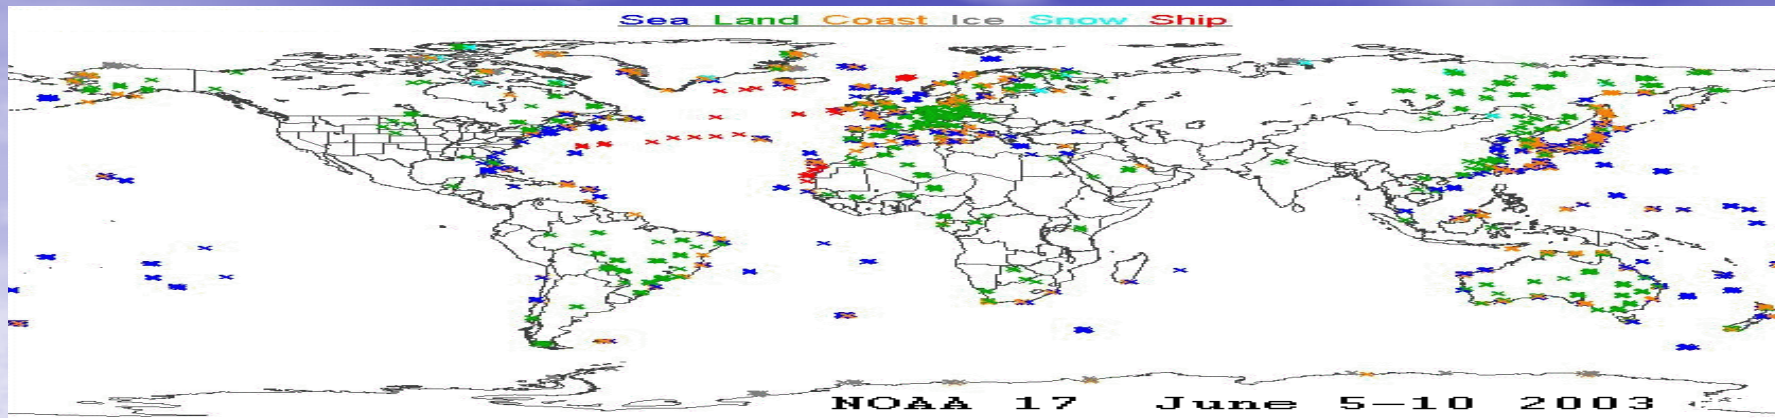 Sea Land Coast Ice Snow Ship
NOAA 17 June 5-10 2003